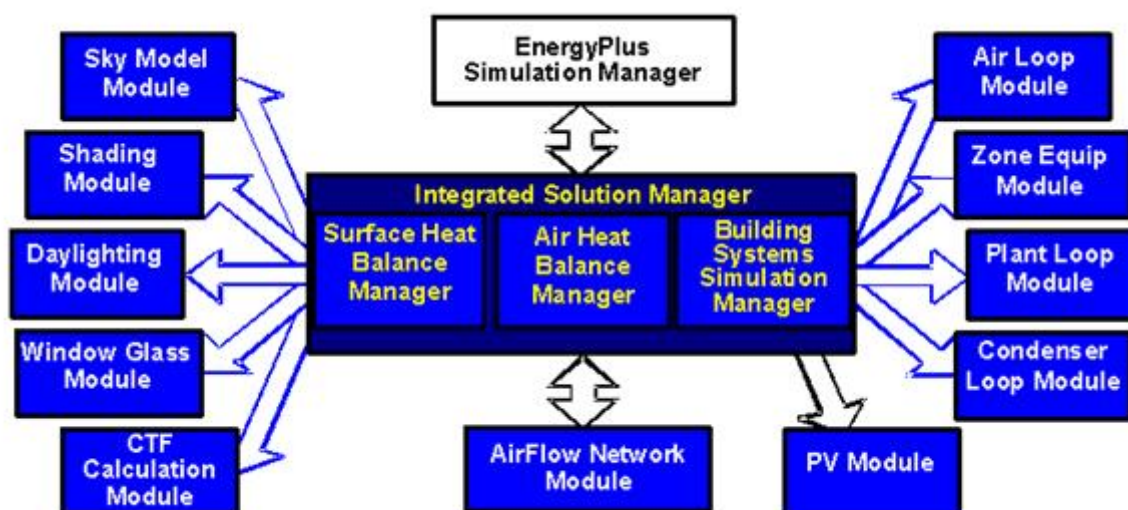 EnergyPlus
Simulation Manager
Sky Model
Module
Shading
Module
Daylighting
Module
Window Glass
Module
CTF
Calculation
Module
Integrated Solution Manager
Surface Heat
Balance
Manager
Air Heat
Balance
Manager
Building
Systems
Simulation
Manager
AirFlow Network
Module
PV Module
Air Loop
Module
Zone Equip
Module
Plant Loop
Module
Condenser
Loop Module